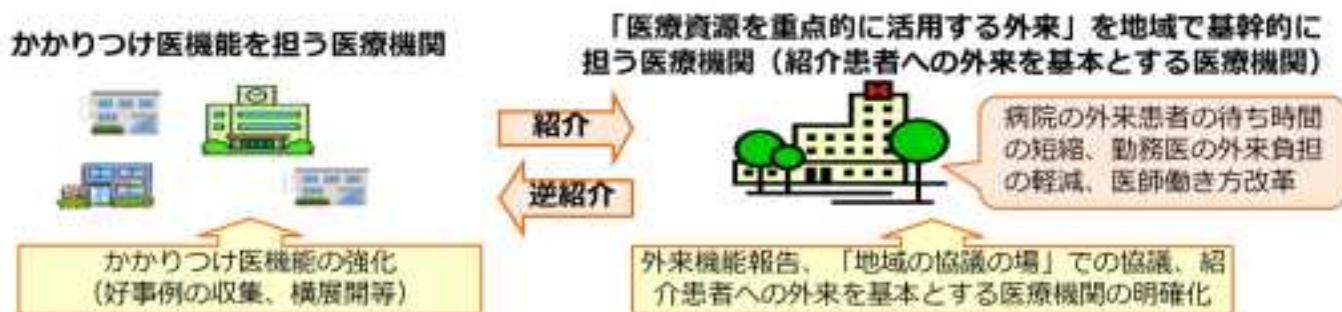 かかりつけ医機能を担う医療機関
「医療資源を重点的に活用する外来」を地域で基幹的に
担う医療機関（紹介患者への外来を基本とする医療機関）
紹介
逆紹介
病院の外来患者の待ち時間
の短縮、勤務医の外来負担
の軽減、医師働き方改革
かかりつけ医機能の強化
（好事例の収集、横展開等）
外来機能報告、「地域の協議の場」での協議、紹
介患者への外来を基本とする医療機関の明確化